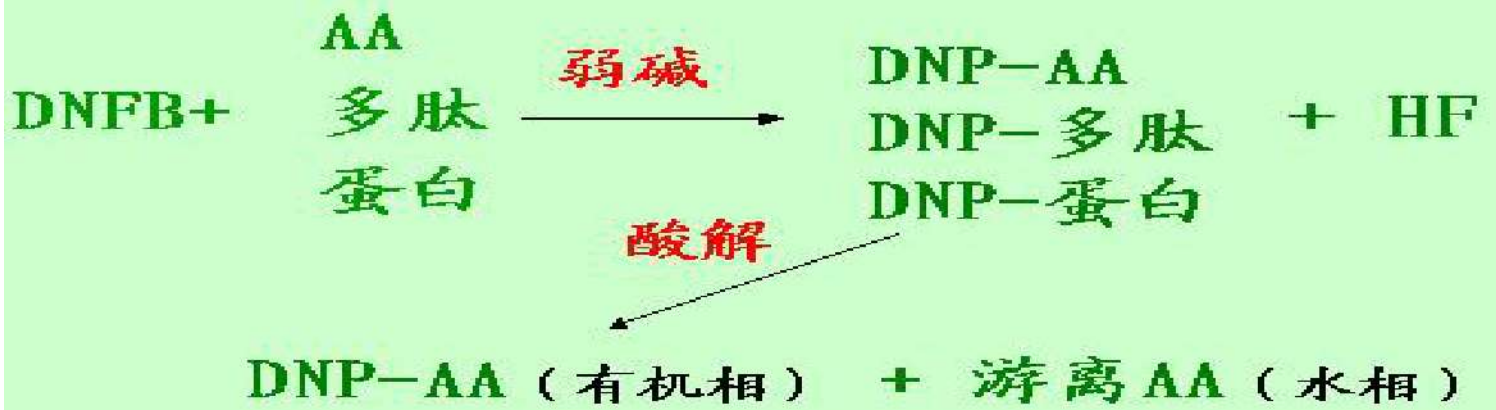 AA
弱碱
DNP-AA
DNFB+ 多肽
DNP-多肽 + HF
蛋白
DNP-蛋白
酸解
DNP-AA(有机相) + 游离AA(水相)